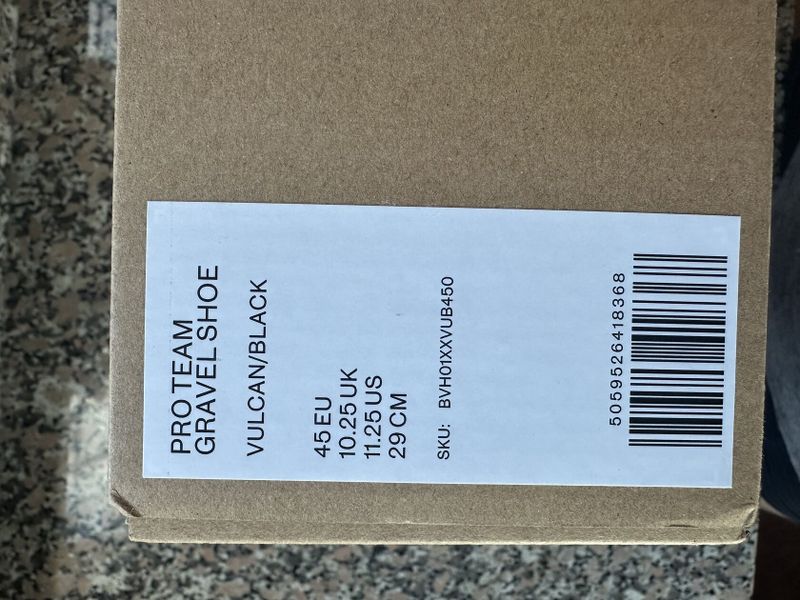 PRO TEAM
GRAVEL SHOE
VULCAN/BLACK
45 EU
10.25 UK
11.25 US
29 CM
SKU: BVH01XXVUB450
5059526418368